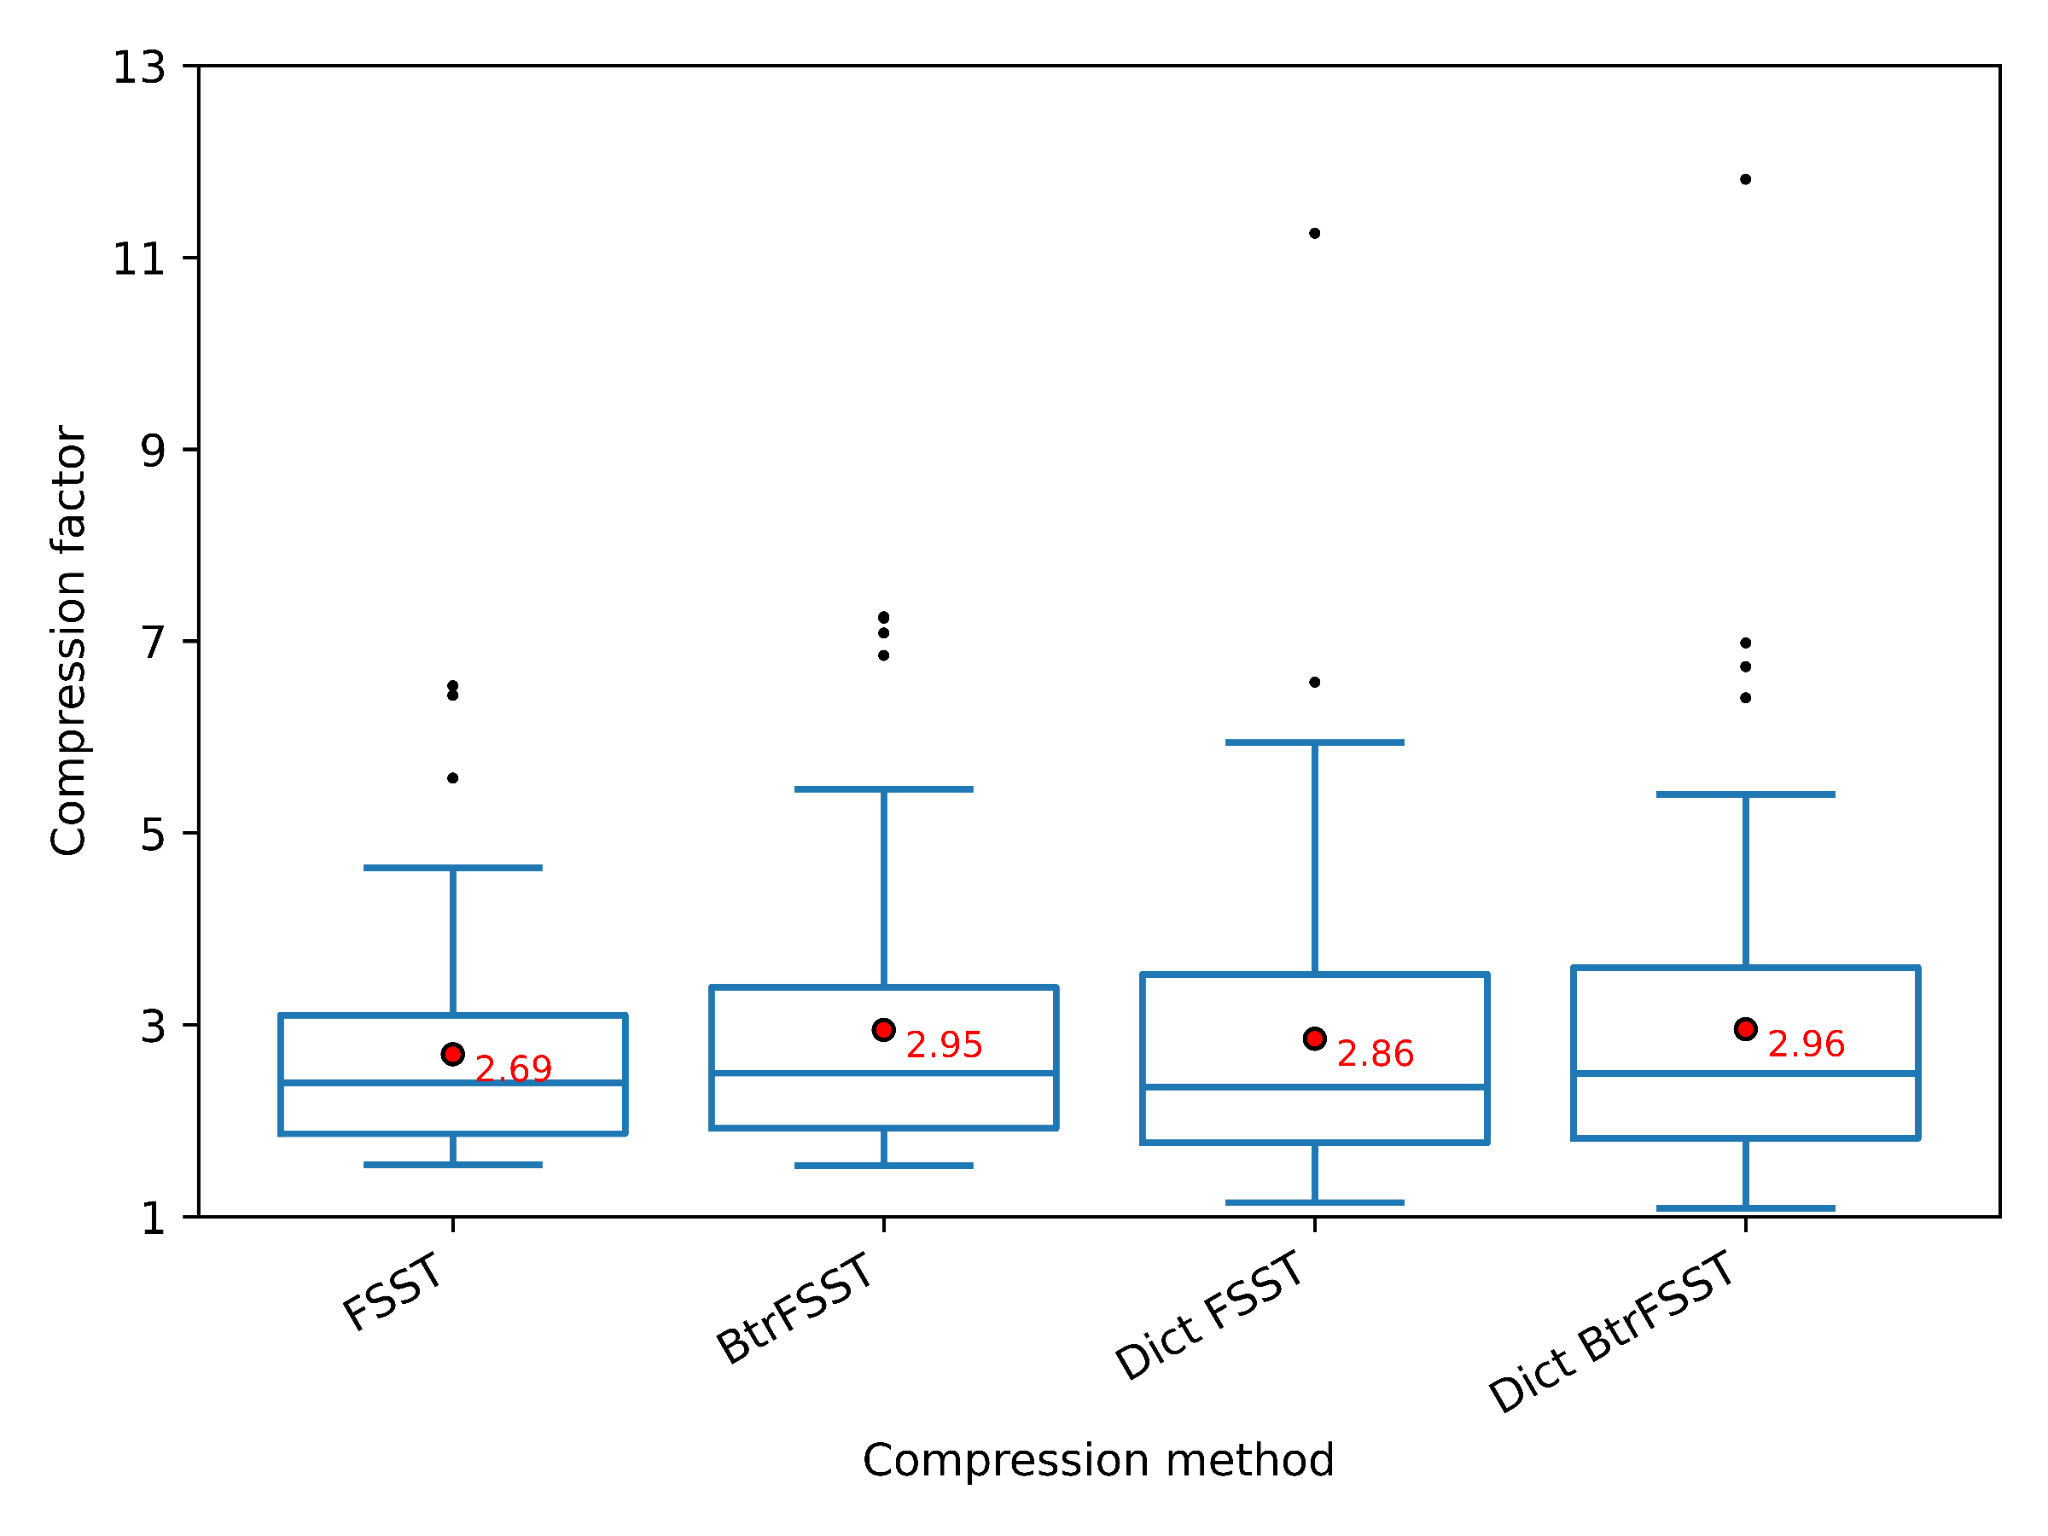 13
11
9
7
5
3
1
Compression factor
2.69
2.95
2.86
2.96
FSST
BtrFSST
Dict FSST
Dict BtrFSST
Compression method